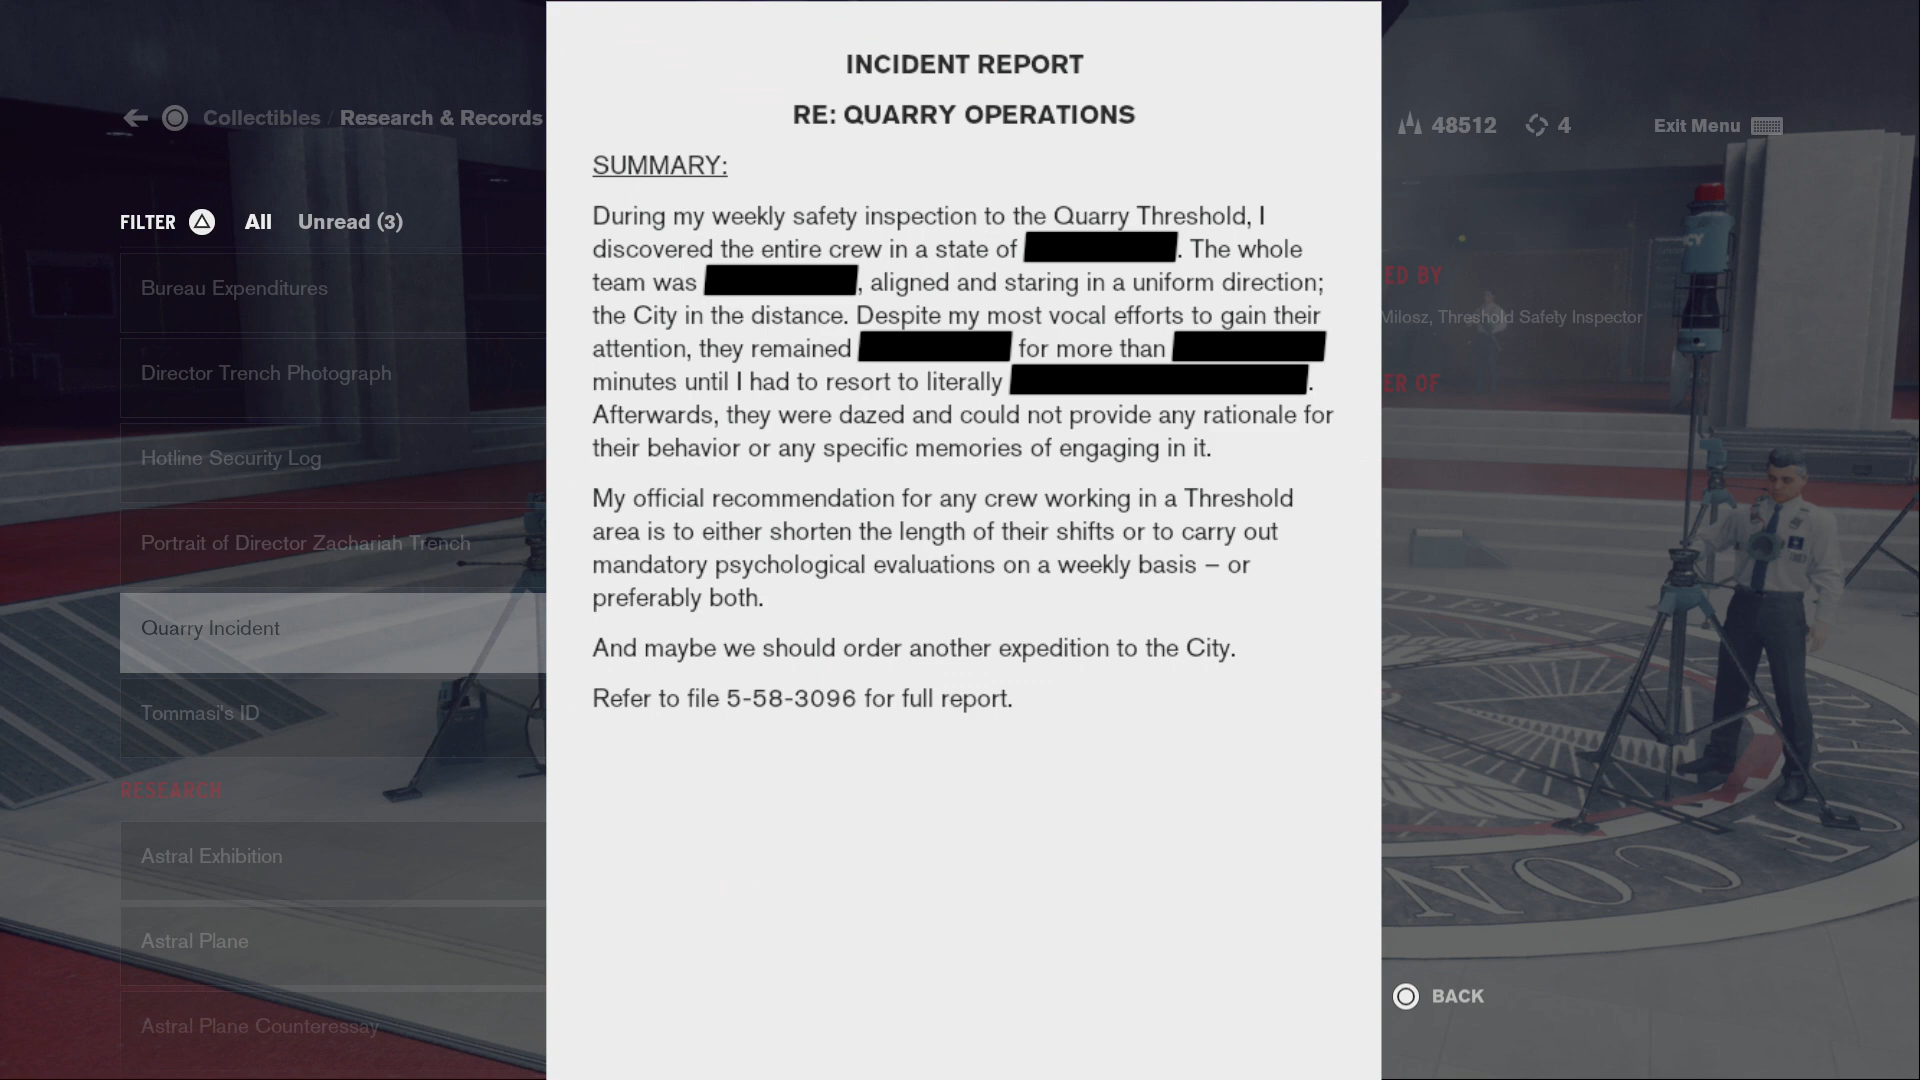 INCIDENT REPORT
RE: QUARRY OPERATIONS
SUMMARY:
During my weekly safety inspection to the Quarry Threshold, I
discovered the entire crew in a state of . The whole
team was , aligned and staring in a uniform direction;
the City in the distance. Despite my most vocal efforts to gain their
attention, they remained for more than
minutes until I had to resort to literally .
Afterwards, they were dazed and could not provide any rationale for
their behavior or any specific memories of engaging in it.
My official recommendation for any crew working in a Threshold
area is to either shorten the length of their shifts or to carry out
mandatory psychological evaluations on a weekly basis – or
preferably both.
And maybe we should order another expedition to the City.
Refer to file 5-58-3096 for full report.
Collectibles / Research & Records
FILTER All Unread (3)
Bureau Expenditures
Director Trench Photograph
Hotline Security Log
Portrait of Director Zachariah Trench
Quarry Incident
Tommasi's ID
RESEARCH
Astral Exhibition
Astral Plane
Astral Plane Counteressay
48512 4 Exit Menu
ED BY
Milosz, Threshold Safety Inspector
ER OF
BACK